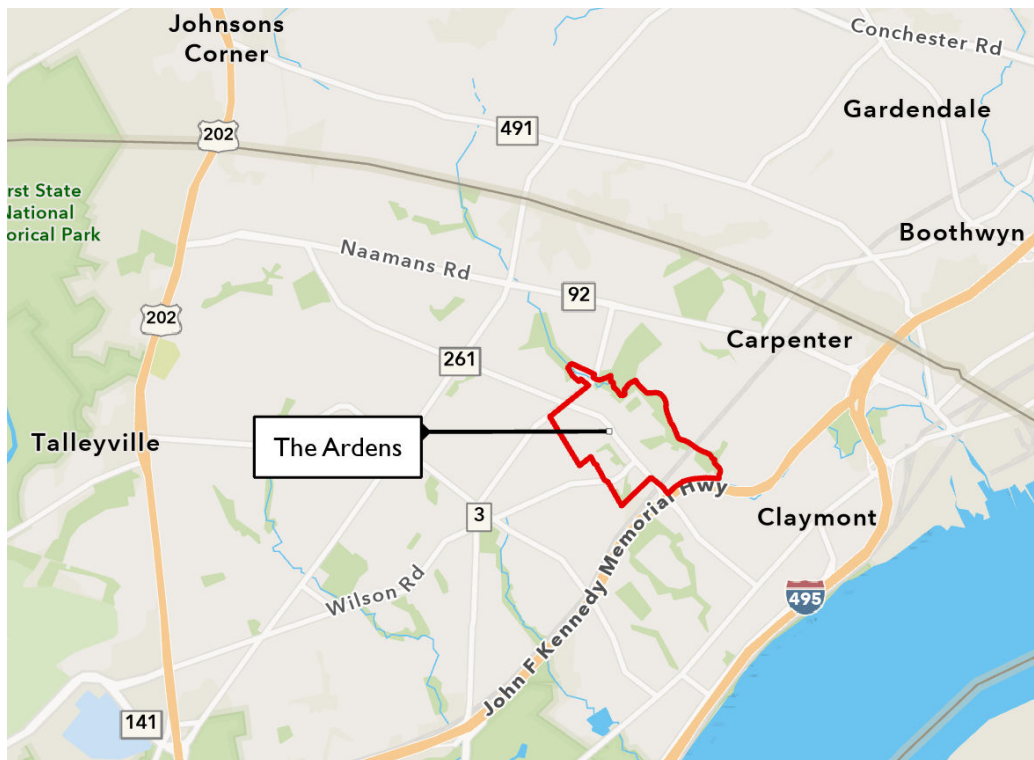 Johnsons
Corner
Conchester Rd
Gardendale
202
491
rst State
National
orical Park
Boothwyn
Naamans Rd
92
202
Carpenter
261
Talleyville
The Ardens
3
Claymont
John F Kennedy Memorial Hwy
Wilson Rd
495
141